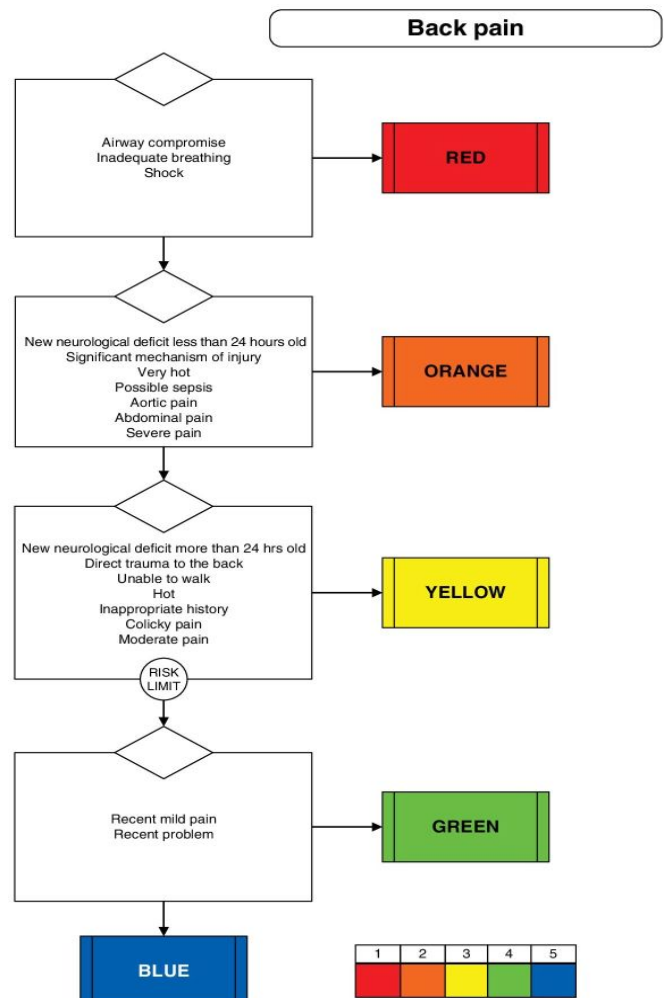 Back pain
Airway compromise
Inadequate breathing
Shock
RED
New neurological deficit less than 24 hours old
Significant mechanism of injury
Very hot
Possible sepsis
Aortic pain
Abdominal pain
Severe pain
ORANGE
New neurological deficit more than 24 hrs old
Direct trauma to the back
Unable to walk
Hot
Inappropriate history
Colicky pain
Moderate pain
YELLOW
RISK
LIMIT
Recent mild pain
Recent problem
GREEN
BLUE
1 2 3 4 5